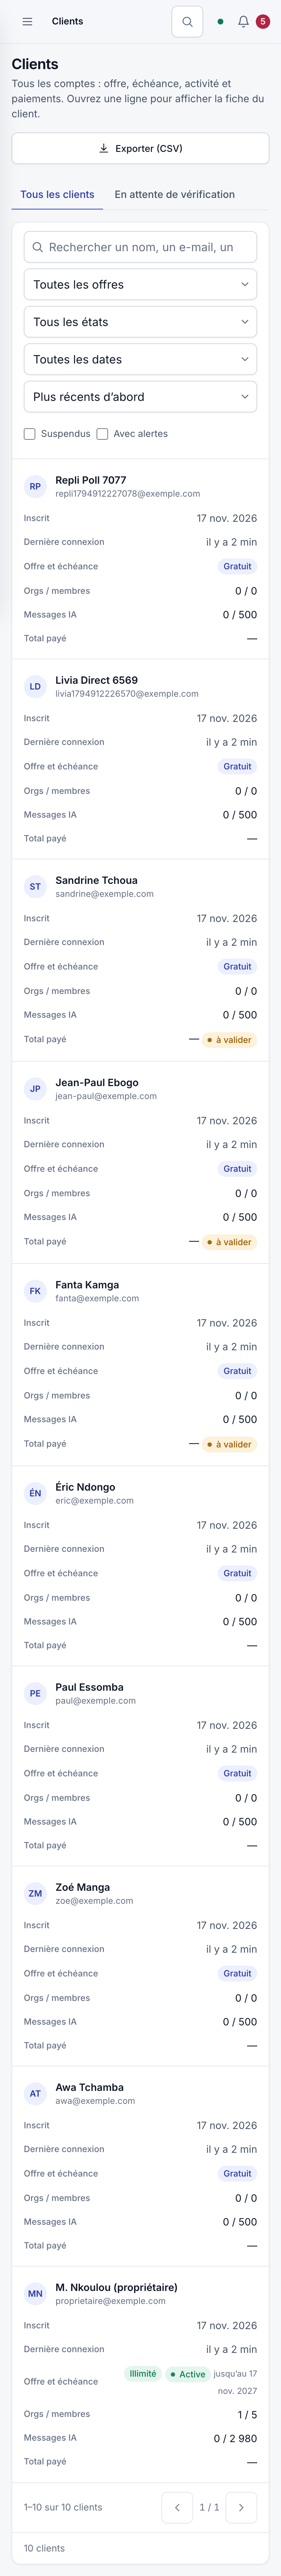 Clients
5
Clients
Tous les comptes : offre, échéance, activité et
paiements. Ouvrez une ligne pour afficher la fiche du
client.
Exporter (CSV)
Tous les clients
En attente de vérification
Rechercher un nom, un e-mail, un
Toutes les offres
Tous les états
Toutes les dates
Plus récents d’abord
Suspendus
Avec alertes
RP
Repli Poll 7077
repli1794912227078@exemple.com
Inscrit 17 nov. 2026
Dernière connexion il y a 2 min
Offre et échéance Gratuit
Orgs / membres 0 / 0
Messages IA 0 / 500
Total payé —
LD
Livia Direct 6569
livia1794912226570@exemple.com
Inscrit 17 nov. 2026
Dernière connexion il y a 2 min
Offre et échéance Gratuit
Orgs / membres 0 / 0
Messages IA 0 / 500
Total payé —
ST
Sandrine Tchoua
sandrine@exemple.com
Inscrit 17 nov. 2026
Dernière connexion il y a 2 min
Offre et échéance Gratuit
Orgs / membres 0 / 0
Messages IA 0 / 500
Total payé — à valider
JP
Jean-Paul Ebogo
jean-paul@exemple.com
Inscrit 17 nov. 2026
Dernière connexion il y a 2 min
Offre et échéance Gratuit
Orgs / membres 0 / 0
Messages IA 0 / 500
Total payé — à valider
FK
Fanta Kamga
fanta@exemple.com
Inscrit 17 nov. 2026
Dernière connexion il y a 2 min
Offre et échéance Gratuit
Orgs / membres 0 / 0
Messages IA 0 / 500
Total payé — à valider
ÉN
Éric Ndongo
eric@exemple.com
Inscrit 17 nov. 2026
Dernière connexion il y a 2 min
Offre et échéance Gratuit
Orgs / membres 0 / 0
Messages IA 0 / 500
Total payé —
PE
Paul Essomba
paul@exemple.com
Inscrit 17 nov. 2026
Dernière connexion il y a 2 min
Offre et échéance Gratuit
Orgs / membres 0 / 0
Messages IA 0 / 500
Total payé —
ZM
Zoé Manga
zoe@exemple.com
Inscrit 17 nov. 2026
Dernière connexion il y a 2 min
Offre et échéance Gratuit
Orgs / membres 0 / 0
Messages IA 0 / 500
Total payé —
AT
Awa Tchamba
awa@exemple.com
Inscrit 17 nov. 2026
Dernière connexion il y a 2 min
Offre et échéance Gratuit
Orgs / membres 0 / 0
Messages IA 0 / 500
Total payé —
MN
M. Nkoulou (propriétaire)
proprietaire@exemple.com
Inscrit 17 nov. 2026
Dernière connexion il y a 2 min
Offre et échéance Illimité Active jusqu’au 17
nov. 2027
Orgs / membres 1 / 5
Messages IA 0 / 2 980
Total payé —
1–10 sur 10 clients
1 / 1
10 clients